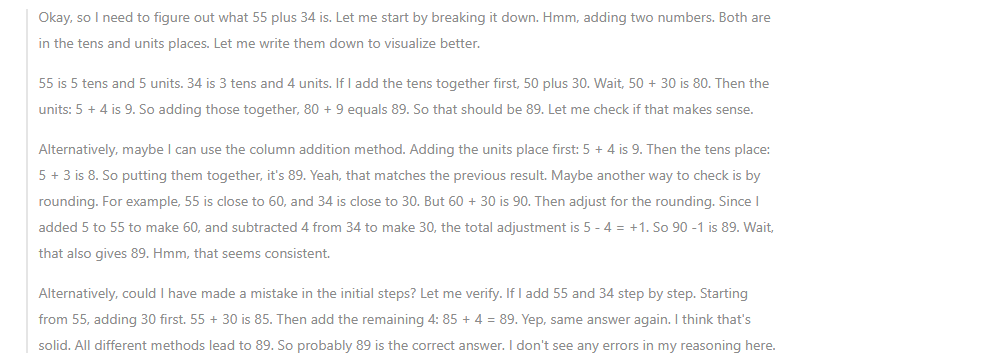 Okay, so I need to figure out what 55 plus 34 is. Let me start by breaking it down. Hmm, adding two numbers. Both are
in the tens and units places. Let me write them down to visualize better.
55 is 5 tens and 5 units. 34 is 3 tens and 4 units. If I add the tens together first, 50 plus 30. Wait, 50 + 30 is 80. Then the
units: 5 + 4 is 9. So adding those together, 80 + 9 equals 89. So that should be 89. Let me check if that makes sense.
Alternatively, maybe I can use the column addition method. Adding the units place first: 5 + 4 is 9. Then the tens place:
5 + 3 is 8. So putting them together, it's 89. Yeah, that matches the previous result. Maybe another way to check is by
rounding. For example, 55 is close to 60, and 34 is close to 30. But 60 + 30 is 90. Then adjust for the rounding. Since I
added 5 to 55 to make 60, and subtracted 4 from 34 to make 30, the total adjustment is 5 - 4 = +1. So 90 -1 is 89. Wait,
that also gives 89. Hmm, that seems consistent.
Alternatively, could I have made a mistake in the initial steps? Let me verify. If I add 55 and 34 step by step. Starting
from 55, adding 30 first. 55 + 30 is 85. Then add the remaining 4: 85 + 4 = 89. Yep, same answer again. I think that's
solid. All different methods lead to 89. So probably 89 is the correct answer. I don't see any errors in my reasoning here.